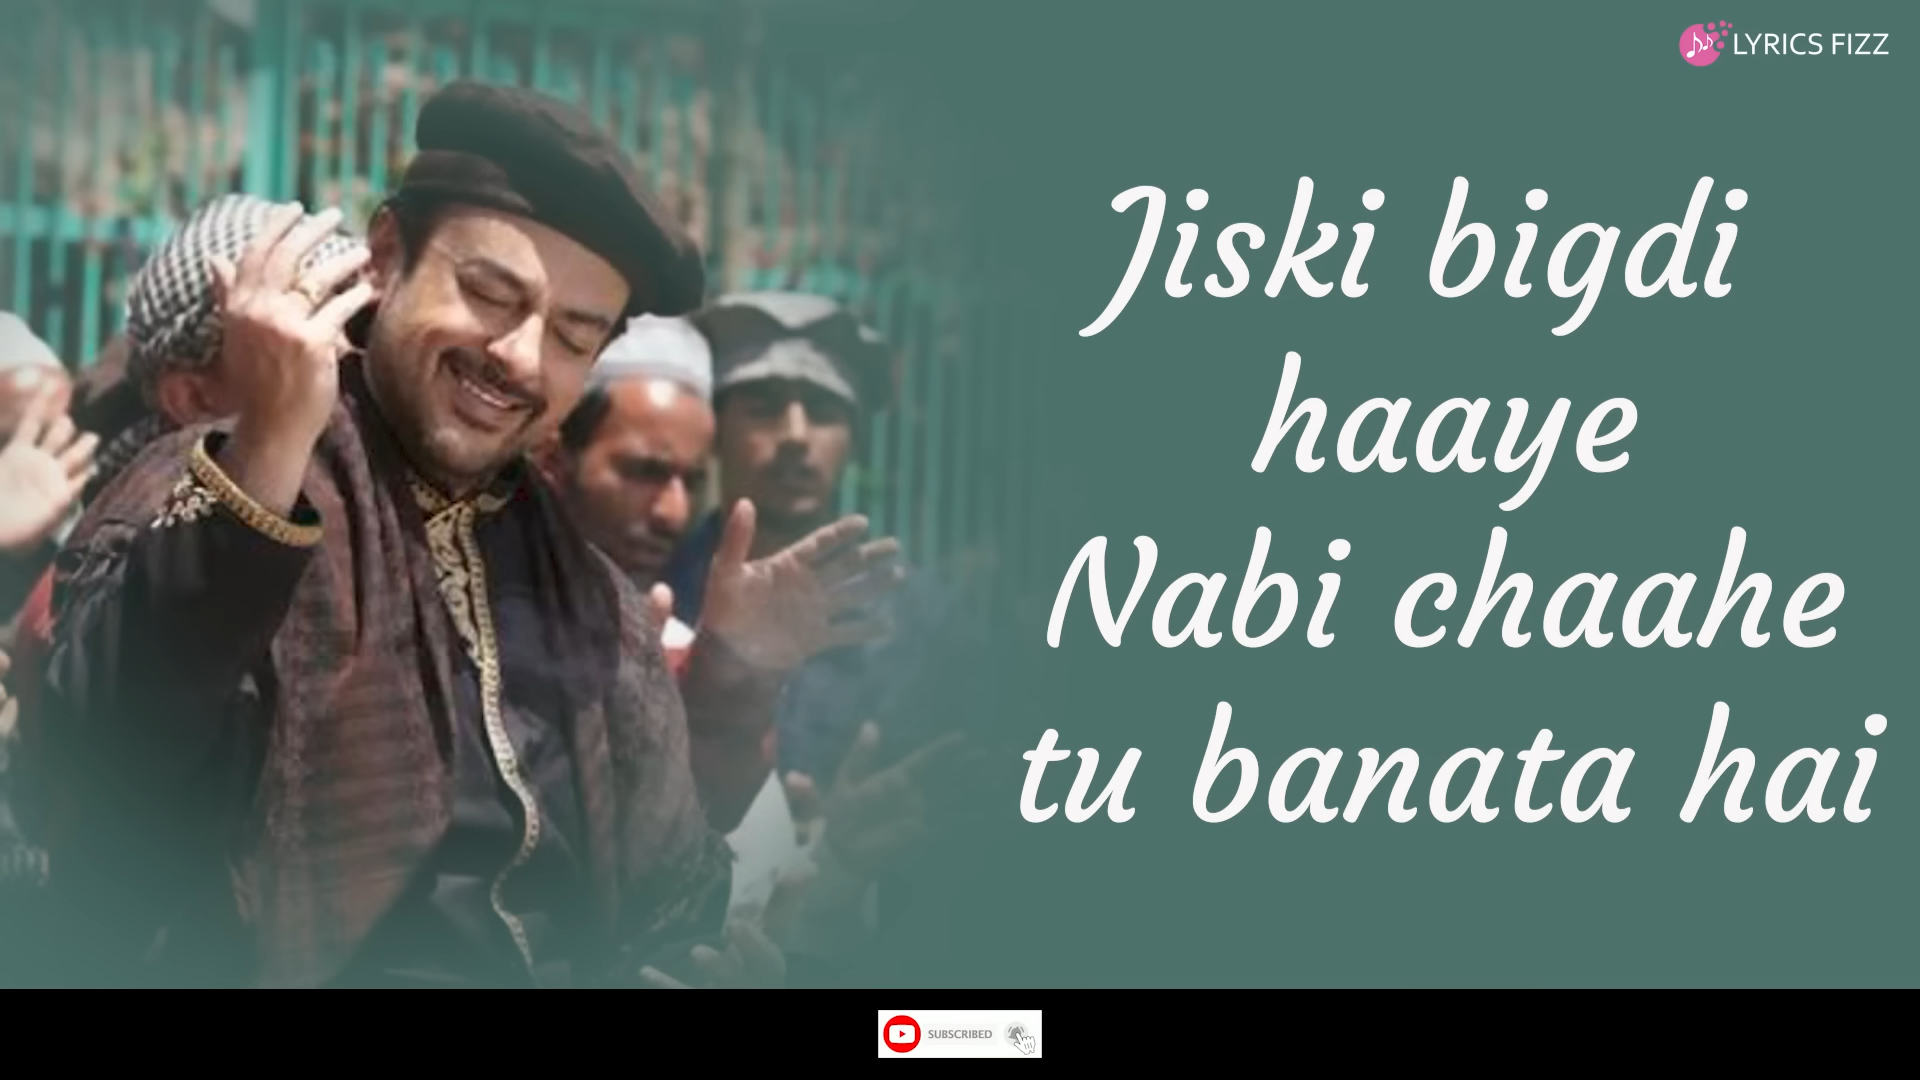 LYRICS FIZZ
Jiski bigdi
haaye
Nabi chaahe
tu banata hai
SUBSCRIBED